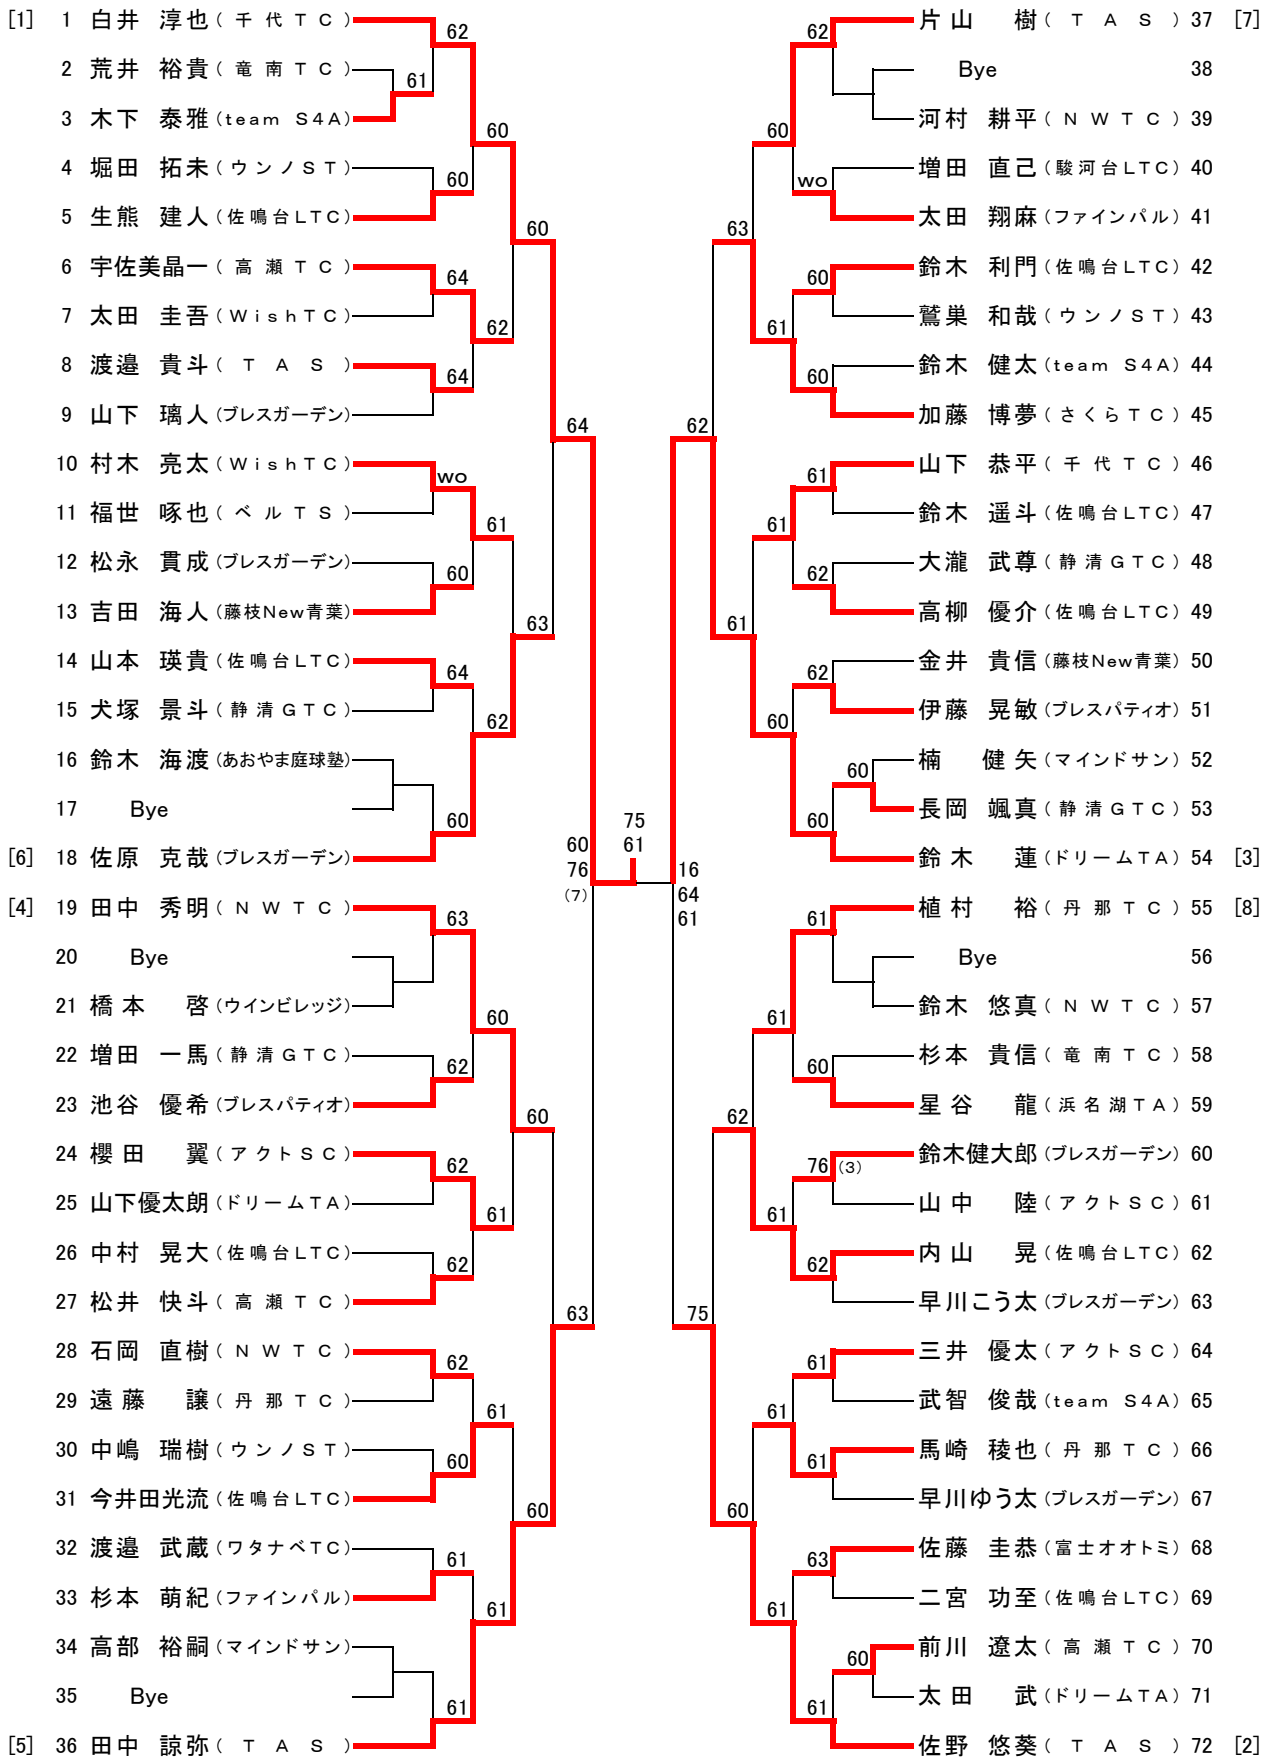 [1] 1 白井 淳也 (千代TC)
62
2 荒井 裕貴 (竜南TC)
61
3 木下 泰雅 (team S4A)
60
4 堀田 拓未 (ウンノST)
60
5 生熊 建人 (佐鳴台LTC)
60
6 宇佐美晶一 (高瀬TC)
64
7 太田 圭吾 (WishTC)
62
8 渡邉 貴斗 (TAS)
64
9 山下 璃人 (ブレスガーデン)
64
10 村木 亮太 (WishTC)
wo
11 福世 啄也 (ベルTS)
61
12 松永 貫成 (ブレスガーデン)
60
13 吉田 海人 (藤枝New青葉)
63
14 山本 瑛貴 (佐鳴台LTC)
64
15 犬塚 景斗 (静清GTC)
62
16 鈴木 海渡 (あおやま庭球塾)
17 Bye
60
[6] 18 佐原 克哉 (ブレスガーデン)
60
76
(7)
75
61
[4] 19 田中 秀明 (NWTC)
63
20 Bye
21 橋本 啓 (ウインビレッジ)
60
22 増田 一馬 (静清GTC)
62
23 池谷 優希 (ブレスパティオ)
60
24 櫻田 翼 (アクトSC)
62
25 山下優太朗 (ドリームTA)
61
26 中村 晃大 (佐鳴台LTC)
62
27 松井 快斗 (高瀬TC)
63
28 石岡 直樹 (NWTC)
62
29 遠藤 譲 (丹那TC)
61
30 中嶋 瑞樹 (ウンノST)
60
31 今井田光流 (佐鳴台LTC)
60
32 渡邉 武蔵 (ワタナベTC)
61
33 杉本 萌紀 (ファインパル)
61
34 高部 裕嗣 (マインドサン)
35 Bye
61
[5] 36 田中 諒弥 (TAS)
片山 樹 (TAS) 37 [7]
62
Bye 38
河村 耕平 (NWTC) 39
60
増田 直己 (駿河台LTC) 40
wo
太田 翔麻 (ファインパル) 41
63
鈴木 利門 (佐鳴台LTC) 42
60
鷲巣 和哉 (ウンノST) 43
61
鈴木 健太 (team S4A) 44
60
加藤 博夢 (さくらTC) 45
62
山下 恭平 (千代TC) 46
61
鈴木 遥斗 (佐鳴台LTC) 47
61
大瀧 武尊 (静清GTC) 48
62
高柳 優介 (佐鳴台LTC) 49
61
金井 貴信 (藤枝New青葉) 50
62
伊藤 晃敏 (ブレスパティオ) 51
60
楠 健矢 (マインドサン) 52
60
長岡 颯真 (静清GTC) 53
60
鈴木 蓮 (ドリームTA) 54 [3]
16
64
61
植村 裕 (丹那TC) 55 [8]
61
Bye 56
鈴木 悠真 (NWTC) 57
61
杉本 貴信 (竜南TC) 58
60
星谷 龍 (浜名湖TA) 59
62
鈴木健大郎 (ブレスガーデン) 60
76 (3)
山中 陸 (アクトSC) 61
61
内山 晃 (佐鳴台LTC) 62
62
早川こう太 (ブレスガーデン) 63
75
三井 優太 (アクトSC) 64
61
武智 俊哉 (team S4A) 65
61
馬崎 稜也 (丹那TC) 66
61
早川ゆう太 (ブレスガーデン) 67
60
佐藤 圭恭 (富士オオトミ) 68
63
二宮 功至 (佐鳴台LTC) 69
61
前川 遼太 (高瀬TC) 70
60
太田 武 (ドリームTA) 71
61
佐野 悠葵 (TAS) 72 [2]